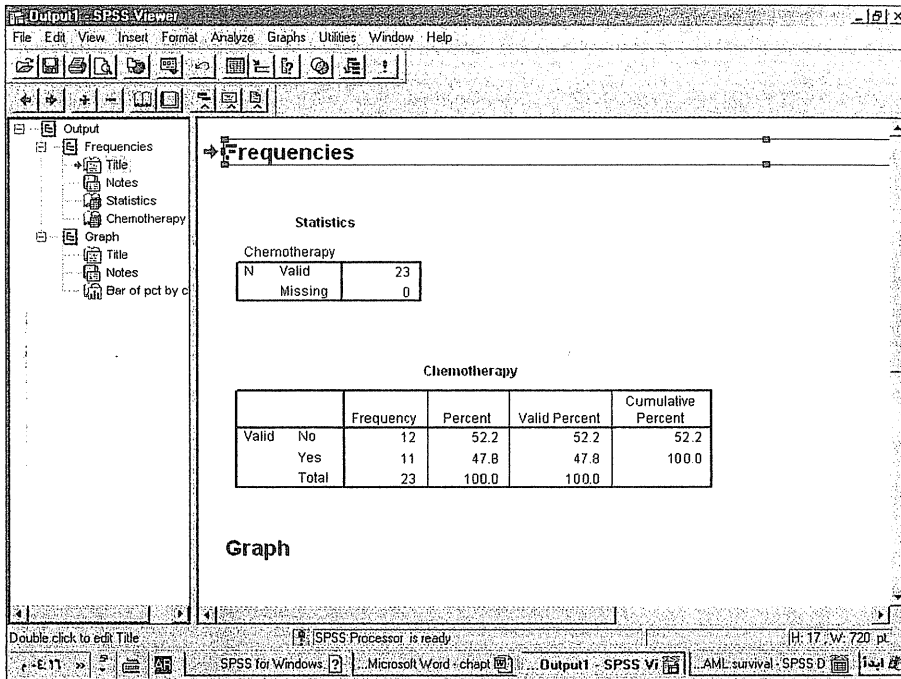 Output1 - SPSS Viewer
File Edit View Insert Format Analyze Graphs Utilities Window Help
Output
Frequencies
Title
Notes
Statistics
Chemotherapy
Graph
Title
Notes
Bar of pct by c
Frequencies
Statistics
Chemotherapy
N Valid 23
Missing 0
Chemotherapy
Frequency Percent Valid Percent Cumulative Percent
Valid No 12 52.2 52.2 52.2
Yes 11 47.8 47.8 100.0
Total 23 100.0 100.0
Graph
Double click to edit Title
SPSS Processor is ready
H: 17 W: 720 pt.
AR
SPSS for Windows
...Microsoft Word - chapt
...Output1 - SPSS Vi
...AML survival - SPSS D
ابدأ